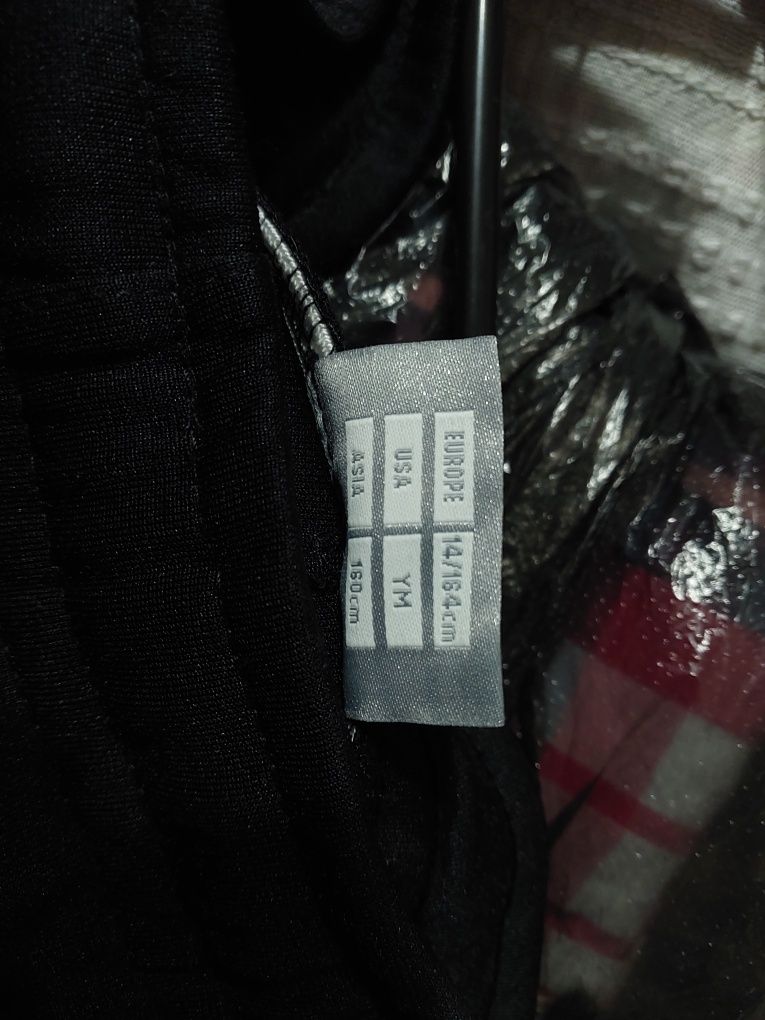 EUROPE 14/164cm
USA YM
ASIA 160cm